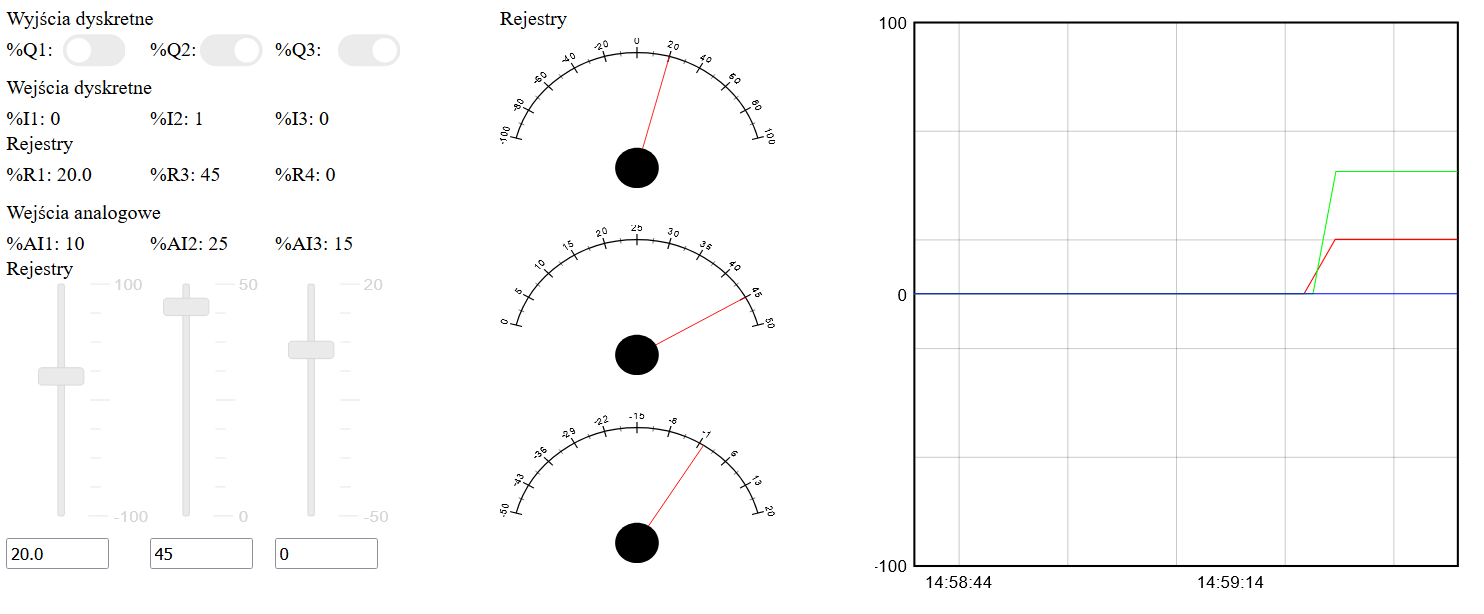 Wyjścia dyskretne
%Q1: %Q2: %Q3:
Wejścia dyskretne
%I1: 0 %I2: 1 %I3: 0
Rejestry
%R1: 20.0 %R3: 45 %R4: 0
Wejścia analogowe
%AI1: 10 %AI2: 25 %AI3: 15
Rejestry
100 50 20
-100 0 -50
20.0 45 0
Rejestry
-100 -80 -60 -40 -20 0 20 40 60 80 100
0 5 10 15 20 25 30 35 40 45 50
-50 -43 -36 -29 -22 -15 -8 -1 6 13 20
100
0
-100
14:58:44 14:59:14